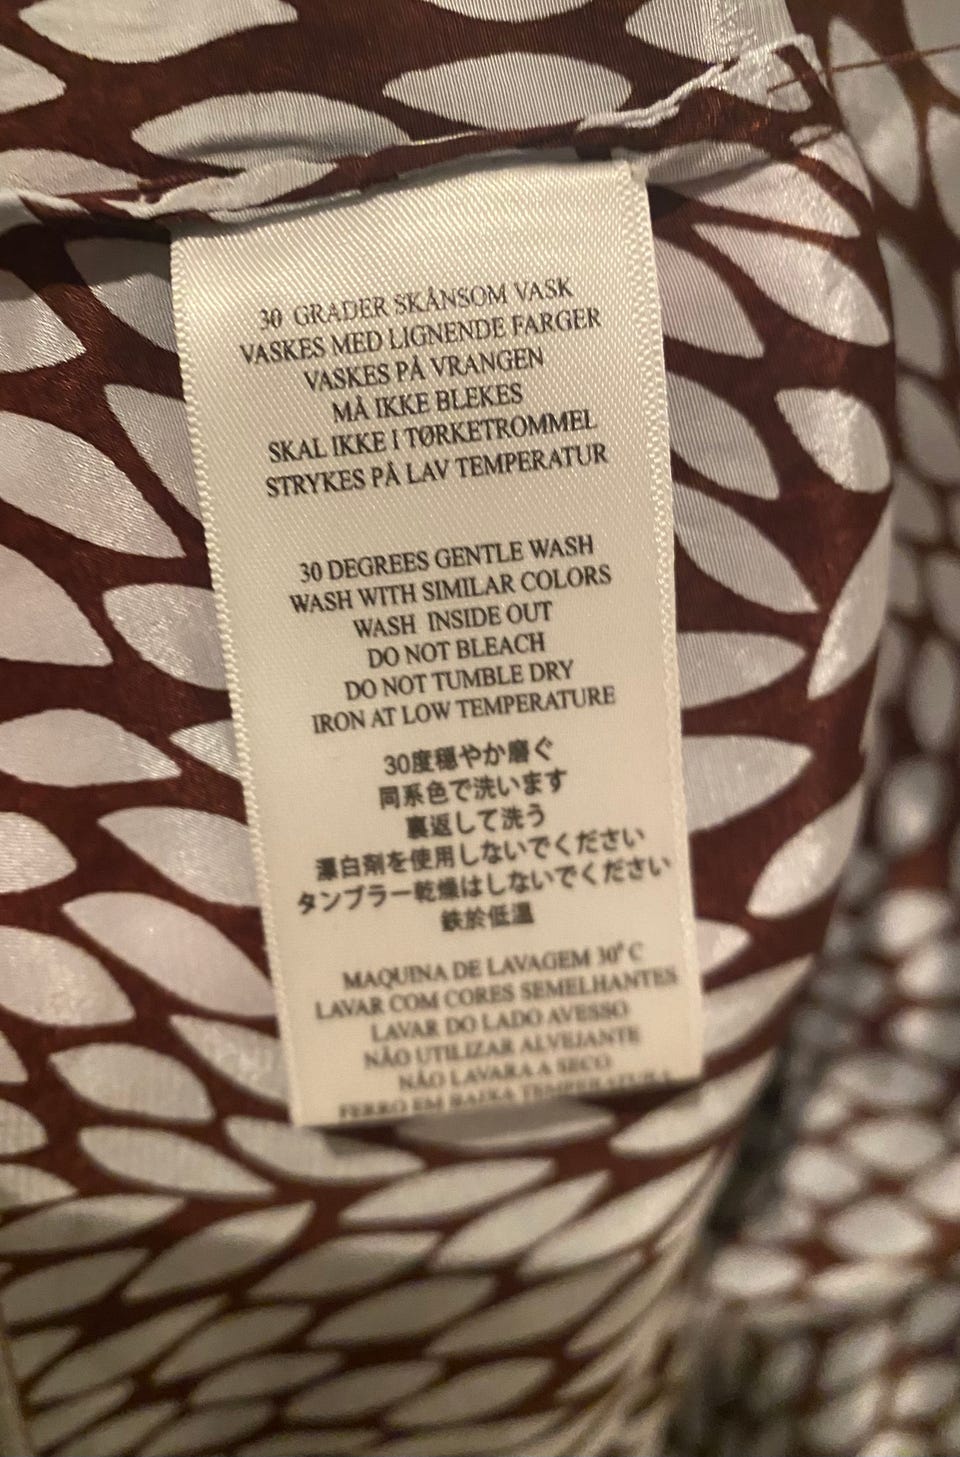 30 GRADER SKÅNSOM VASK
VASKES MED LIGNENDE FARGER
VASKES PÅ VRANGEN
MÅ IKKE BLEKES
SKAL IKKE I TØRKETROMMEL
STRYKES PÅ LAV TEMPERATUR
30 DEGREES GENTLE WASH
WASH WITH SIMILAR COLORS
WASH INSIDE OUT
DO NOT BLEACH
DO NOT TUMBLE DRY
IRON AT LOW TEMPERATURE
30度穏やか磨ぐ
同系色で洗います
裏返して洗う
漂白剤を使用しないでください
タンブラー乾燥はしないでください
鉄於低温
MAQUINA DE LAVAGEM 30° C
LAVAR COM CORES SEMELHANTES
LAVAR DO LADO AVESSO
NÃO UTILIZAR ALVEJANTE
NÃO LAVARA A SECO
FERRO EM BAIXA TEMPERATURA